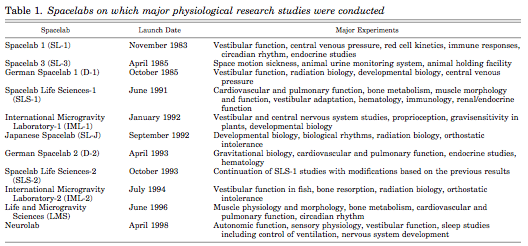 Table 1. Spacelabs on which major physiological research studies were conducted
Spacelab Launch Date Major Experiments
Spacelab 1 (SL-1) November 1983 Vestibular function, central venous pressure, red cell kinetics, immune responses,
circadian rhythm, endocrine studies
Spacelab 3 (SL-3) April 1985 Space motion sickness, animal urine monitoring system, animal holding facility
German Spacelab 1 (D-1) October 1985 Vestibular function, radiation biology, developmental biology, central venous
pressure
Spacelab Life Sciences-1 June 1991 Cardiovascular and pulmonary function, bone metabolism, muscle morphology
(SLS-1) and function, vestibular adaptation, hematology, immunology, renal/endocrine
function
International Microgravity January 1992 Vestibular and central nervous system studies, proprioception, gravisensitivity in
Laboratory-1 (IML-1) plants, developmental biology
Japanese Spacelab (SL-J) September 1992 Developmental biology, biological rhythms, radiation biology, orthostatic
intolerance
German Spacelab 2 (D-2) April 1993 Gravitational biology, cardiovascular and pulmonary function, endocrine studies,
hematology
Spacelab Life Sciences-2 October 1993 Continuation of SLS-1 studies with modifications based on the previous results
(SLS-2)
International Microgravity July 1994 Vestibular function in fish, bone resorption, radiation biology, orthostatic
Laboratory-2 (IML-2) intolerance
Life and Microgravity June 1996 Muscle physiology and morphology, bone metabolism, cardiovascular and
Sciences (LMS) pulmonary function, circadian rhythm
Neurolab April 1998 Autonomic function, sensory physiology, vestibular function, sleep studies
including control of ventilation, nervous system development